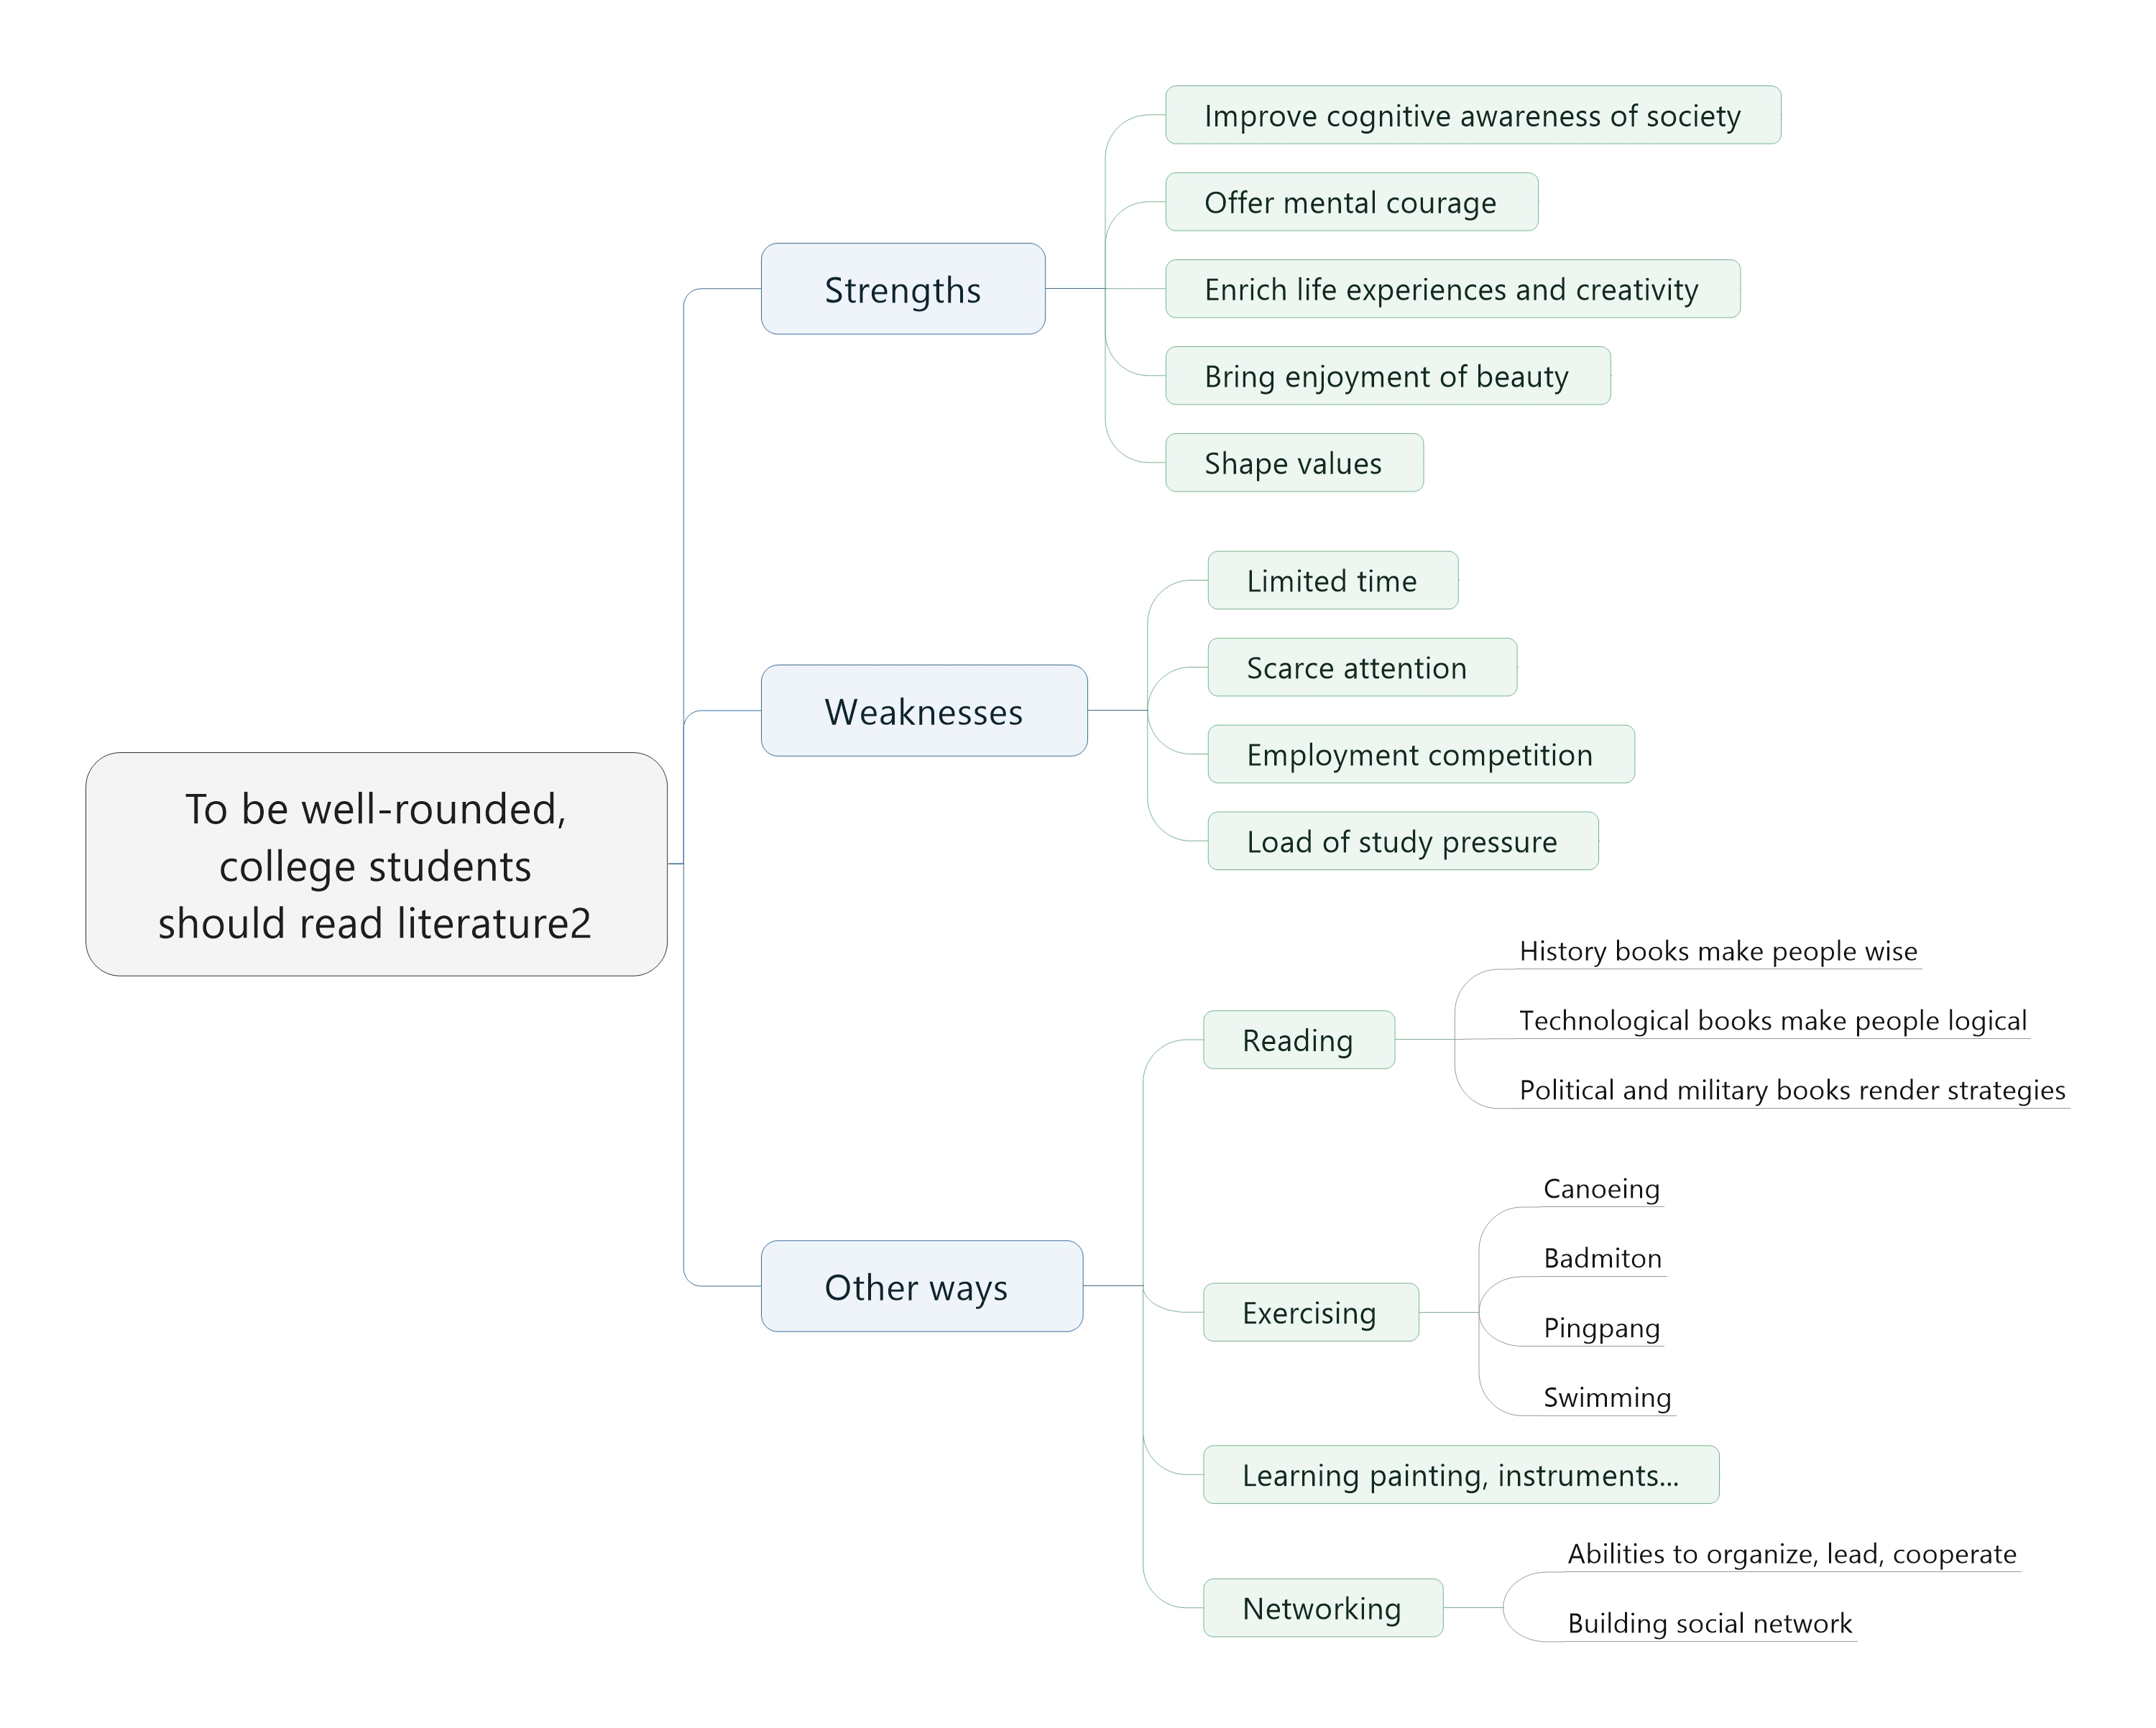 To be well-rounded,
college students
should read literature2
Strengths
Improve cognitive awareness of society
Offer mental courage
Enrich life experiences and creativity
Bring enjoyment of beauty
Shape values
Weaknesses
Limited time
Scarce attention
Employment competition
Load of study pressure
Other ways
Reading
History books make people wise
Technological books make people logical
Political and military books render strategies
Exercising
Canoeing
Badmiton
Pingpang
Swimming
Learning painting, instruments...
Networking
Abilities to organize, lead, cooperate
Building social network